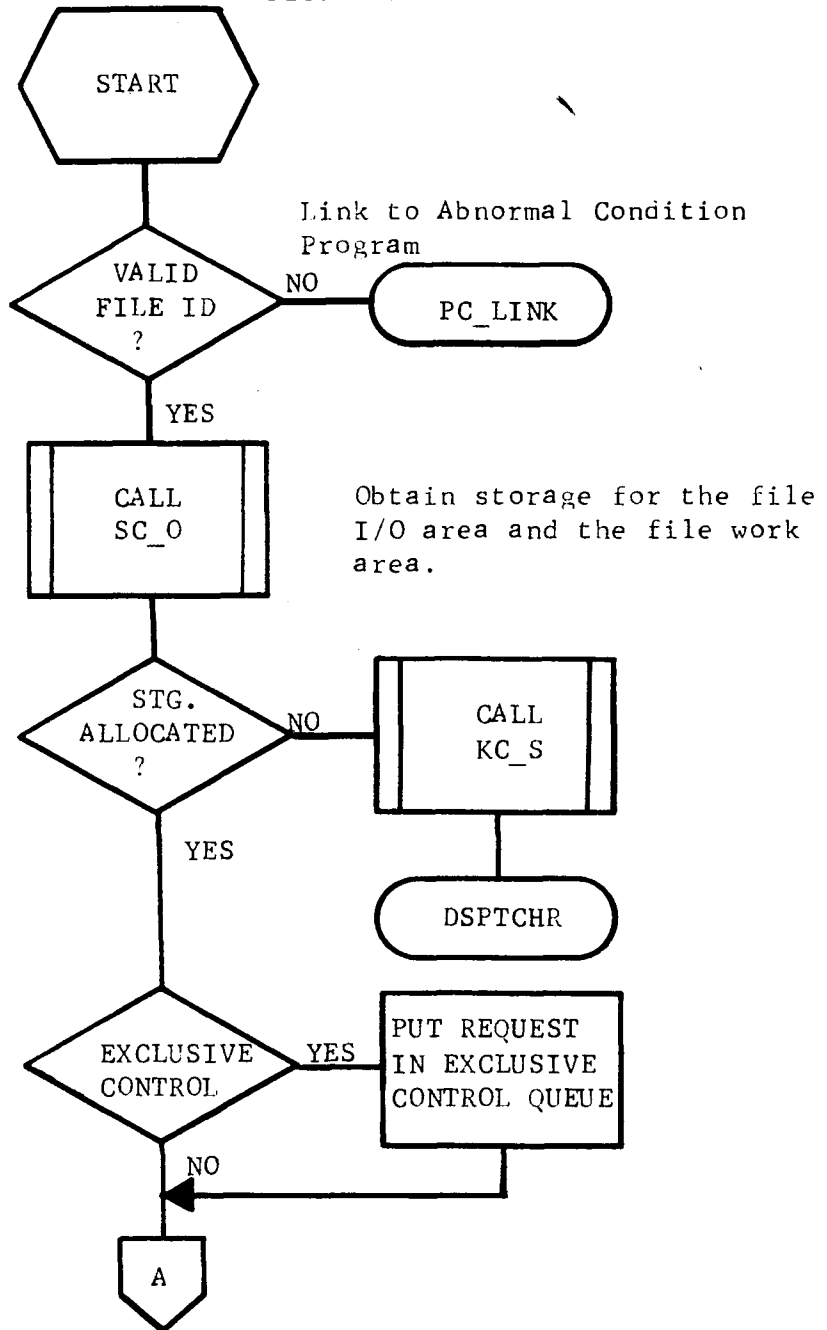 START
Link to Abnormal Condition
Program
VALID
FILE ID
?
NO
PC_LINK
YES
CALL
SC_O
Obtain storage for the file
I/O area and the file work
area.
STG.
ALLOCATED
?
NO
CALL
KC_S
YES
DSPTCHR
EXCLUSIVE
CONTROL
YES
PUT REQUEST
IN EXCLUSIVE
CONTROL QUEUE
NO
A